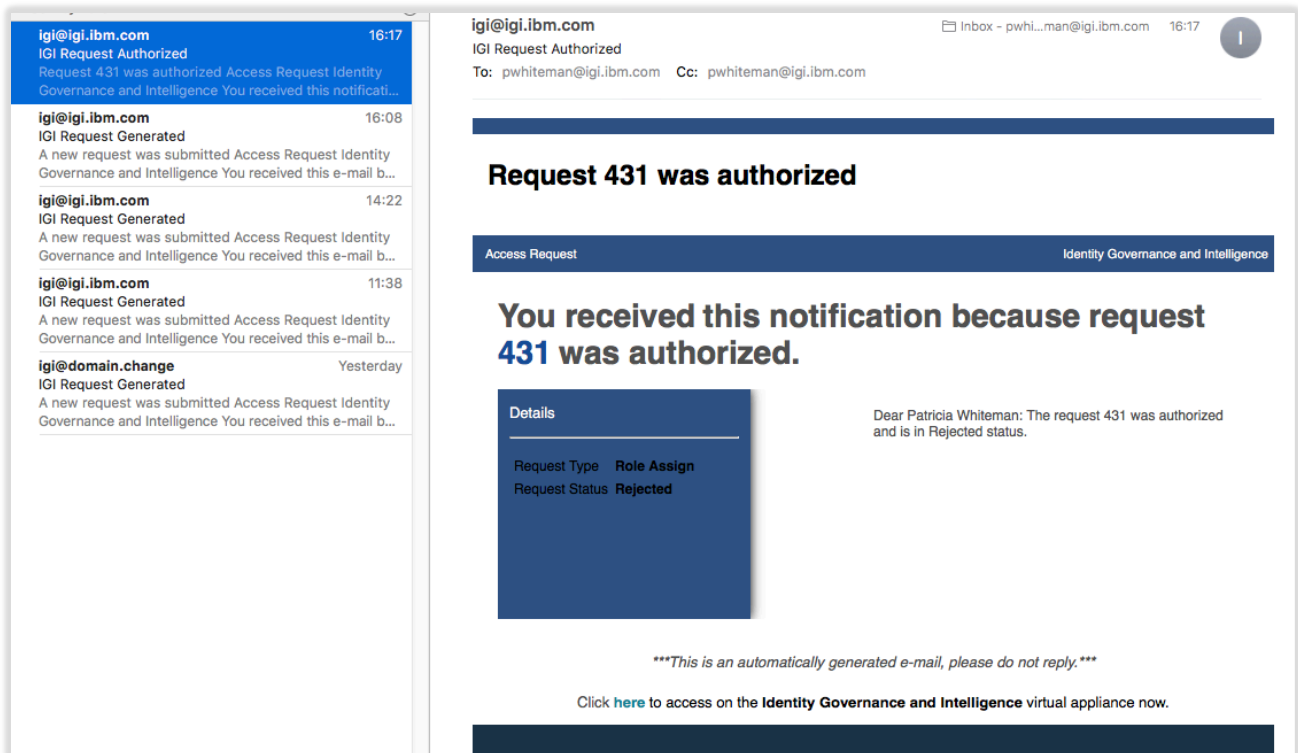 igi@igi.ibm.com 16:17
IGI Request Authorized
Request 431 was authorized Access Request Identity
Governance and Intelligence You received this notificati...
igi@igi.ibm.com 16:08
IGI Request Generated
A new request was submitted Access Request Identity
Governance and Intelligence You received this e-mail b...
igi@igi.ibm.com 14:22
IGI Request Generated
A new request was submitted Access Request Identity
Governance and Intelligence You received this e-mail b...
igi@igi.ibm.com 11:38
IGI Request Generated
A new request was submitted Access Request Identity
Governance and Intelligence You received this e-mail b...
igi@domain.change Yesterday
IGI Request Generated
A new request was submitted Access Request Identity
Governance and Intelligence You received this e-mail b...
igi@igi.ibm.com Inbox - pwhi...man@igi.ibm.com 16:17 I
IGI Request Authorized
To: pwhiteman@igi.ibm.com Cc: pwhiteman@igi.ibm.com
Request 431 was authorized
Access Request Identity Governance and Intelligence
You received this notification because request
431 was authorized.
Details
Request Type Role Assign
Request Status Rejected
Dear Patricia Whiteman: The request 431 was authorized
and is in Rejected status.
***This is an automatically generated e-mail, please do not reply.***
Click here to access on the Identity Governance and Intelligence virtual appliance now.